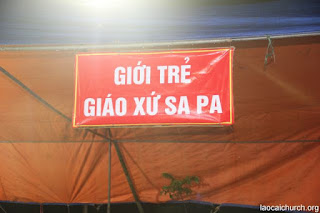 GIỚI TRẺ
GIÁO XỨ SA PA
laocaichurch.org